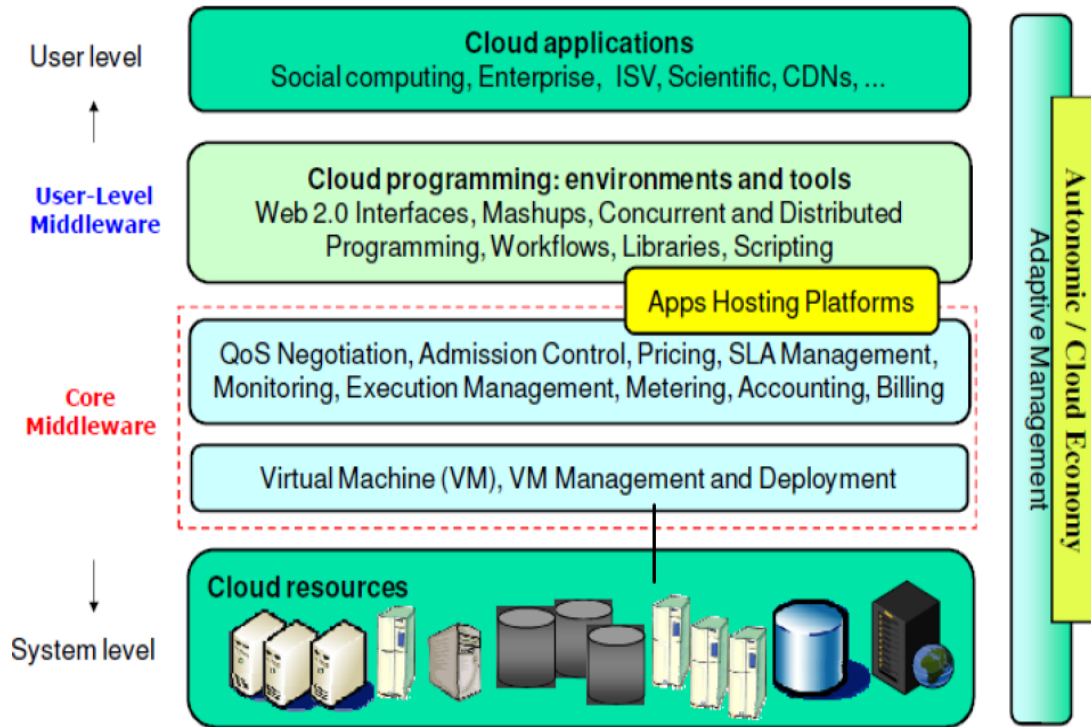 User level
Cloud applications
Social computing, Enterprise, ISV, Scientific, CDNs, ...
User-Level
Middleware
Cloud programming: environments and tools
Web 2.0 Interfaces, Mashups, Concurrent and Distributed
Programming, Workflows, Libraries, Scripting
Apps Hosting Platforms
Core
Middleware
QoS Negotiation, Admission Control, Pricing, SLA Management,
Monitoring, Execution Management, Metering, Accounting, Billing
Virtual Machine (VM), VM Management and Deployment
System level
Cloud resources
Adaptive Management
Autonomic / Cloud Economy